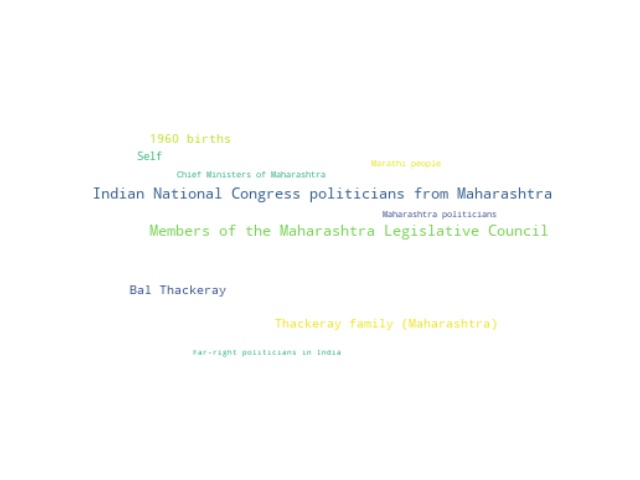 1960 births
Self
Marathi people
Chief Ministers of Maharashtra
Indian National Congress politicians from Maharashtra
Maharashtra politicians
Members of the Maharashtra Legislative Council
Bal Thackeray
Thackeray family (Maharashtra)
Far-right politicians in India